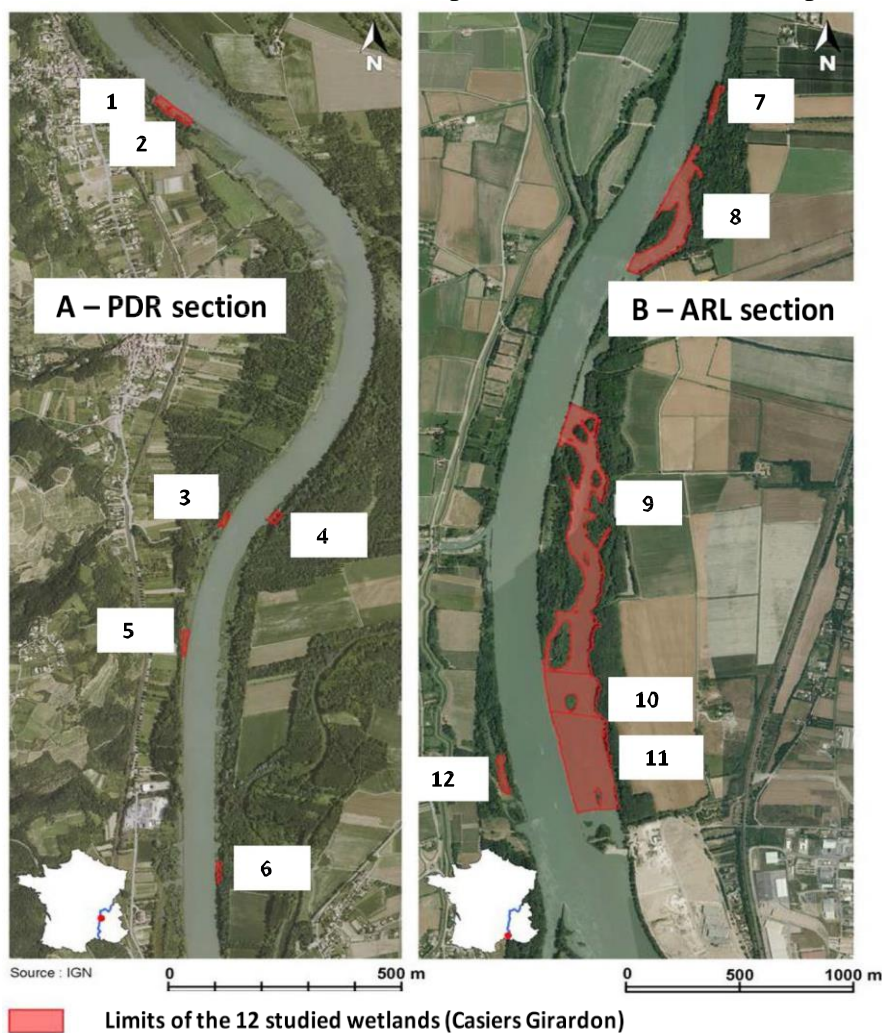 1
N
2
A – PDR section
3
4
5
6
N
7
8
B – ARL section
9
10
11
12
Source : IGN
0
500 m
0
500
1000 m
Limits of the 12 studied wetlands (Casiers Girardon)